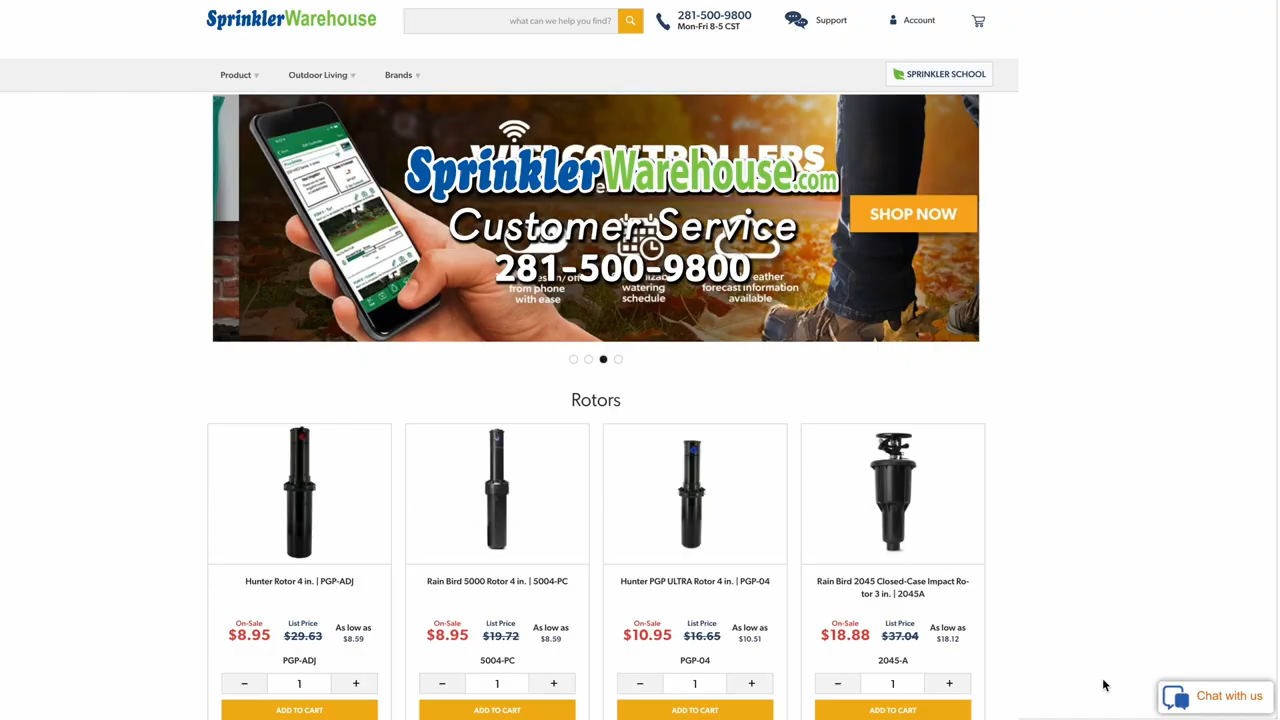 SprinklerWarehouse
what can we help you find?
281-500-9800
Mon-Fri 8-5 CST
Support
Account
Product
Outdoor Living
Brands
SPRINKLER SCHOOL
SprinklerWarehouse.com
Customer Service
281-500-9800
SHOP NOW
from phone
with ease
watering
schedule
forecast information
available
Rotors
Hunter Rotor 4 in. | PGP-ADJ
On-Sale List Price As low as
$8.95 $29.63 $8.59
PGP-ADJ
− 1 +
ADD TO CART
Rain Bird 5000 Rotor 4 in. | 5004-PC
On-Sale List Price As low as
$8.95 $19.72 $8.59
5004-PC
− 1 +
ADD TO CART
Hunter PGP ULTRA Rotor 4 in. | PGP-04
On-Sale List Price As low as
$10.95 $16.65 $10.51
PGP-04
− 1 +
ADD TO CART
Rain Bird 2045 Closed-Case Impact Ro-
tor 3 in. | 2045A
On-Sale List Price As low as
$18.88 $37.04 $18.12
2045-A
− 1 +
ADD TO CART
Chat with us